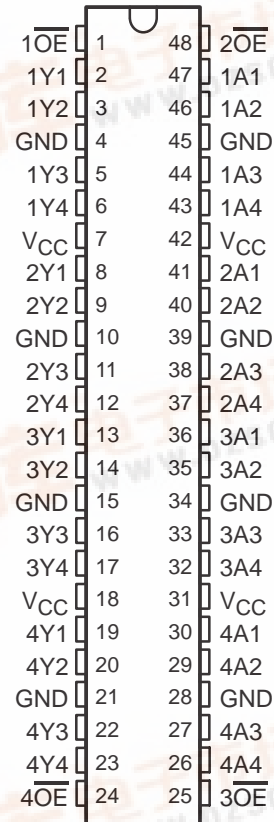 1O̅E̅ 1 48 2O̅E̅
1Y1 2 47 1A1
1Y2 3 46 1A2
GND 4 45 GND
1Y3 5 44 1A3
1Y4 6 43 1A4
VCC 7 42 VCC
2Y1 8 41 2A1
2Y2 9 40 2A2
GND 10 39 GND
2Y3 11 38 2A3
2Y4 12 37 2A4
3Y1 13 36 3A1
3Y2 14 35 3A2
GND 15 34 GND
3Y3 16 33 3A3
3Y4 17 32 3A4
VCC 18 31 VCC
4Y1 19 30 4A1
4Y2 20 29 4A2
GND 21 28 GND
4Y3 22 27 4A3
4Y4 23 26 4A4
4O̅E̅ 24 25 3O̅E̅